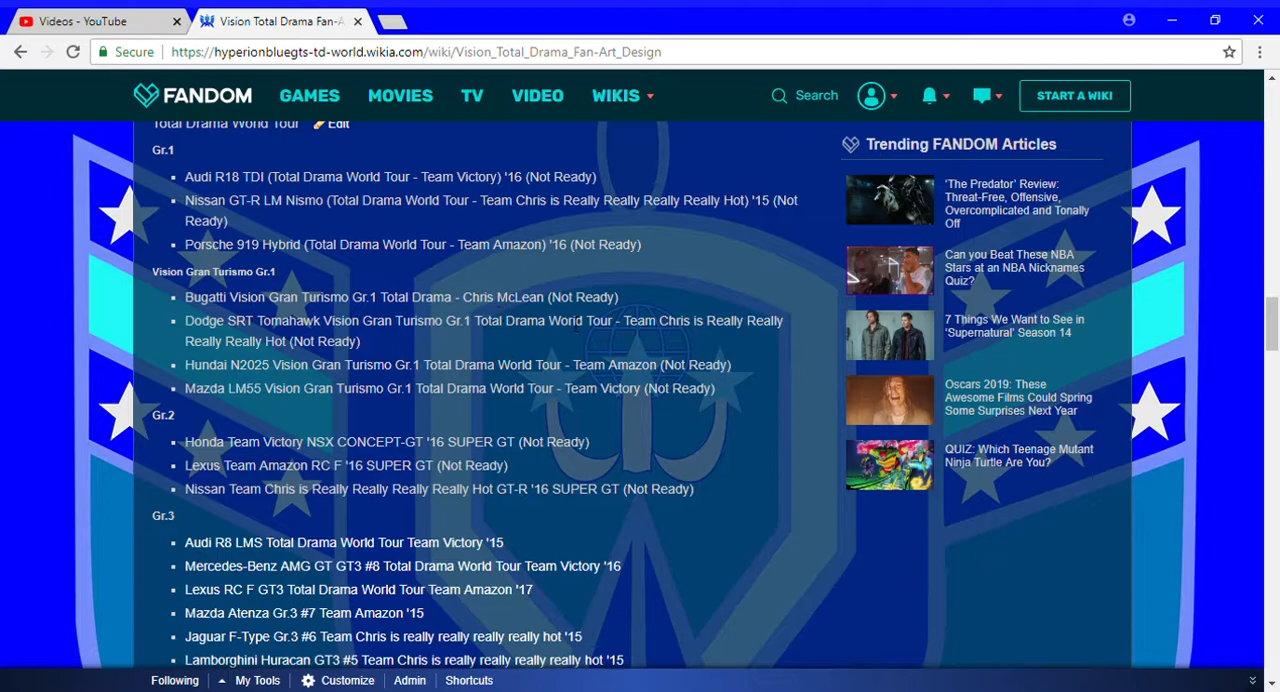 Videos - YouTube
Vision Total Drama Fan-A
Secure
https://hyperionbluegts-td-world.wikia.com/wiki/Vision_Total_Drama_Fan-Art_Design
FANDOM
GAMES
MOVIES
TV
VIDEO
WIKIS
Search
START A WIKI
Total Drama World Tour Edit
Gr.1
Audi R18 TDI (Total Drama World Tour - Team Victory) '16 (Not Ready)
Nissan GT-R LM Nismo (Total Drama World Tour - Team Chris is Really Really Really Really Hot) '15 (Not
Ready)
Porsche 919 Hybrid (Total Drama World Tour - Team Amazon) '16 (Not Ready)
Vision Gran Turismo Gr.1
Bugatti Vision Gran Turismo Gr.1 Total Drama - Chris McLean (Not Ready)
Dodge SRT Tomahawk Vision Gran Turismo Gr.1 Total Drama World Tour - Team Chris is Really Really
Really Really Hot (Not Ready)
Hundai N2025 Vision Gran Turismo Gr.1 Total Drama World Tour - Team Amazon (Not Ready)
Mazda LM55 Vision Gran Turismo Gr.1 Total Drama World Tour - Team Victory (Not Ready)
Gr.2
Honda Team Victory NSX CONCEPT-GT '16 SUPER GT (Not Ready)
Lexus Team Amazon RC F '16 SUPER GT (Not Ready)
Nissan Team Chris is Really Really Really Really Hot GT-R '16 SUPER GT (Not Ready)
Gr.3
Audi R8 LMS Total Drama World Tour Team Victory '15
Mercedes-Benz AMG GT GT3 #8 Total Drama World Tour Team Victory '16
Lexus RC F GT3 Total Drama World Tour Team Amazon '17
Mazda Atenza Gr.3 #7 Team Amazon '15
Jaguar F-Type Gr.3 #6 Team Chris is really really really really hot '15
Lamborghini Huracan GT3 #5 Team Chris is really really really really hot '15
Trending FANDOM Articles
'The Predator' Review:
Threat-Free, Offensive,
Overcomplicated and Tonally
Off
Can you Beat These NBA
Stars at an NBA Nicknames
Quiz?
7 Things We Want to See in
'Supernatural' Season 14
Oscars 2019: These
Awesome Films Could Spring
Some Surprises Next Year
QUIZ: Which Teenage Mutant
Ninja Turtle Are You?
Following
My Tools
Customize
Admin
Shortcuts